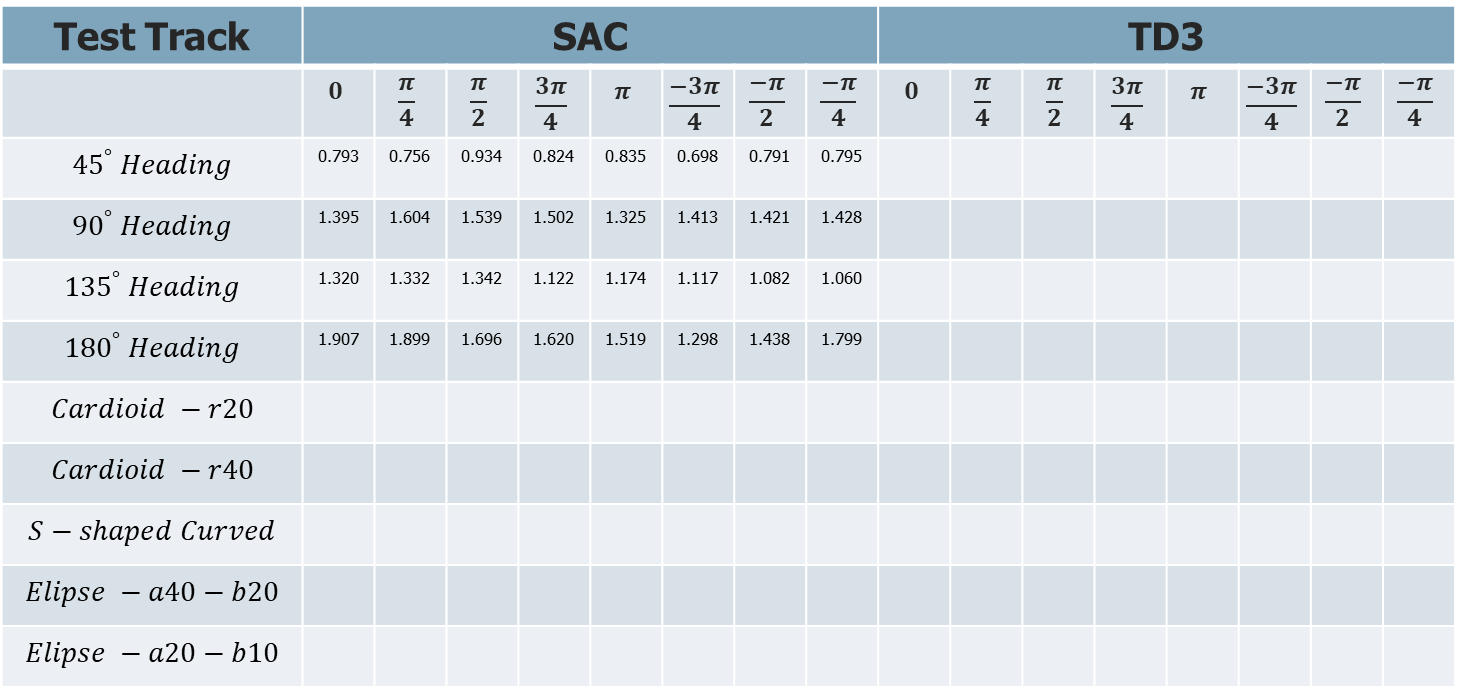 Test Track SAC TD3
0 π/4 π/2 3π/4 π −3π/4 −π/2 −π/4 0 π/4 π/2 3π/4 π −3π/4 −π/2 −π/4
45° Heading 0.793 0.756 0.934 0.824 0.835 0.698 0.791 0.795
90° Heading 1.395 1.604 1.539 1.502 1.325 1.413 1.421 1.428
135° Heading 1.320 1.332 1.342 1.122 1.174 1.117 1.082 1.060
180° Heading 1.907 1.899 1.696 1.620 1.519 1.298 1.438 1.799
Cardioid − r20
Cardioid − r40
S − shaped Curved
Elipse − a40 − b20
Elipse − a20 − b10